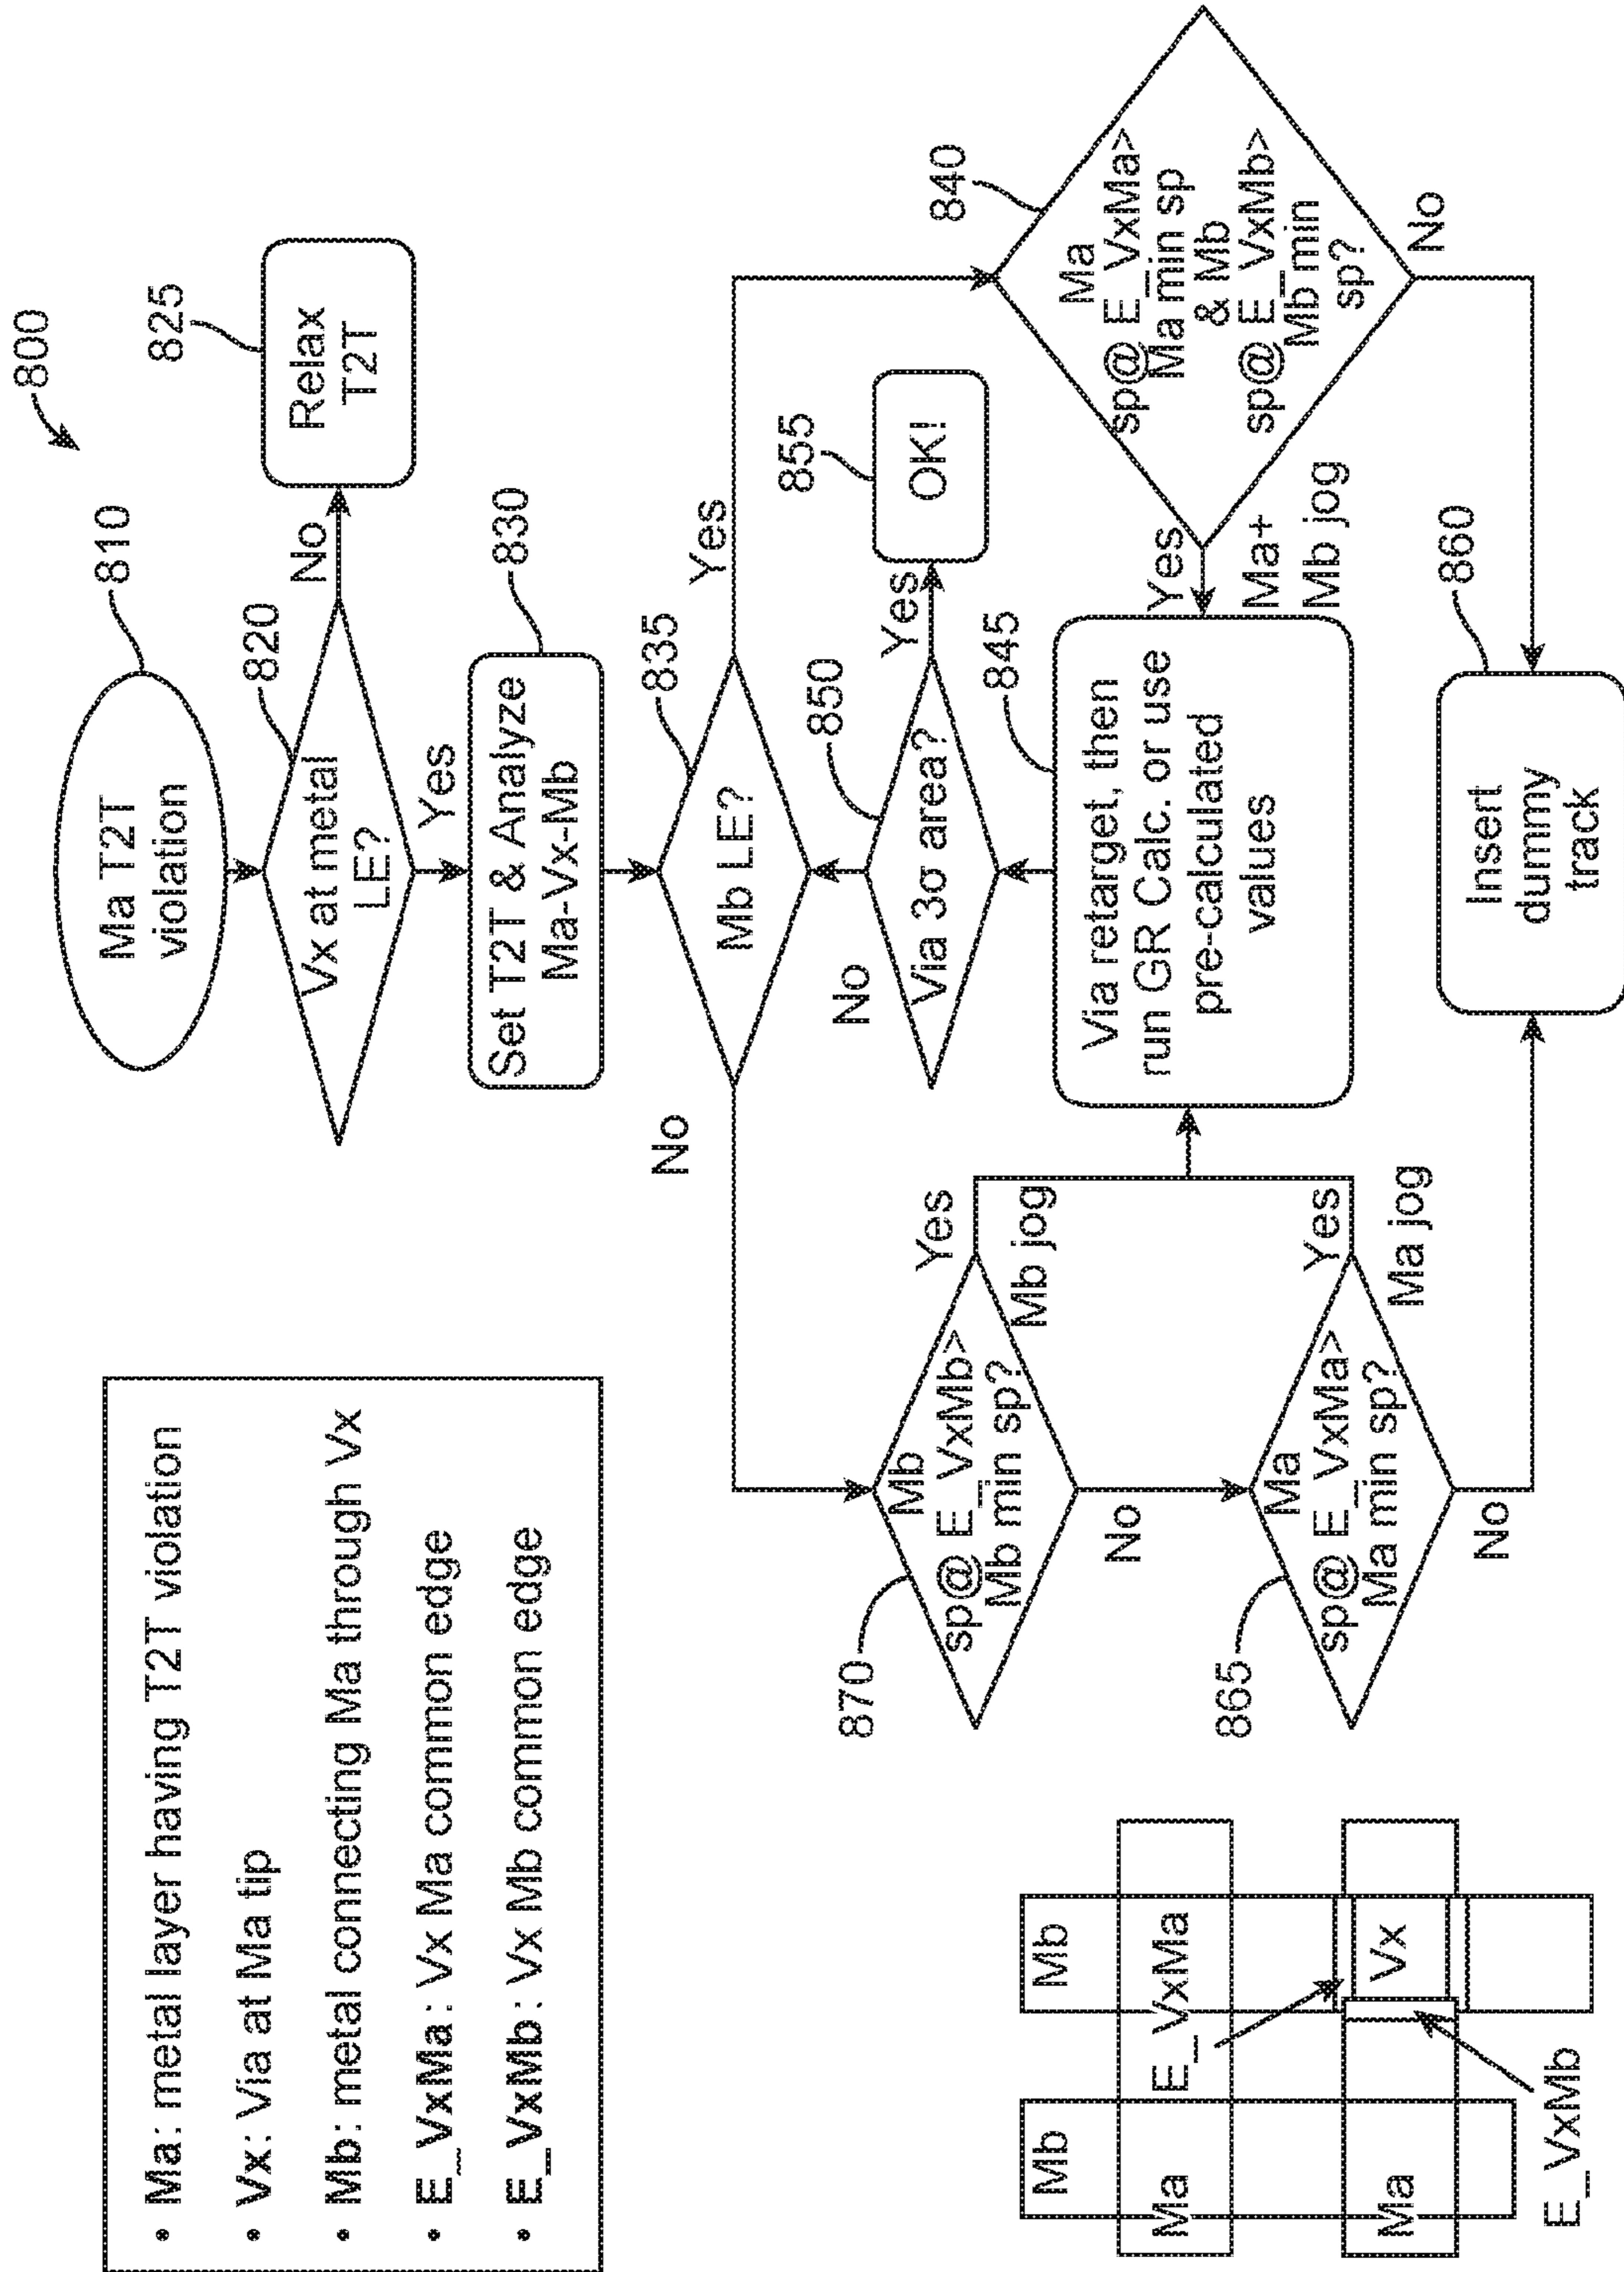 800
• Ma: metal layer having T2T violation
• Vx: Via at Ma tip
• Mb: metal connecting Ma through Vx
• E_VxMa: Vx Ma common edge
• E_VxMb: Vx Mb common edge
Ma T2T
violation
810
Vx at metal
LE?
820
No
Relax
T2T
825
Yes
Set T2T & Analyze
Ma-Vx-Mb
830
Mb LE?
835
No
Yes
Via 3σ area?
850
No
Yes
OK!
855
Via retarget, then
run GR Calc. or use
pre-calculated
values
845
Ma
sp@ E_VxMa>
Ma min sp
& Mb
sp@ E_VxMb>
Mb min
sp?
840
Yes
Ma+
Mb jog
No
Mb
sp@ E_VxMb>
Mb min sp?
870
Yes
Mb jog
No
Ma
sp@ E_VxMa>
Ma min sp?
865
Yes
Ma jog
No
Insert
dummy
track
860
Mb
Mb
Ma
E_VxMa
Ma
Vx
E_VxMb